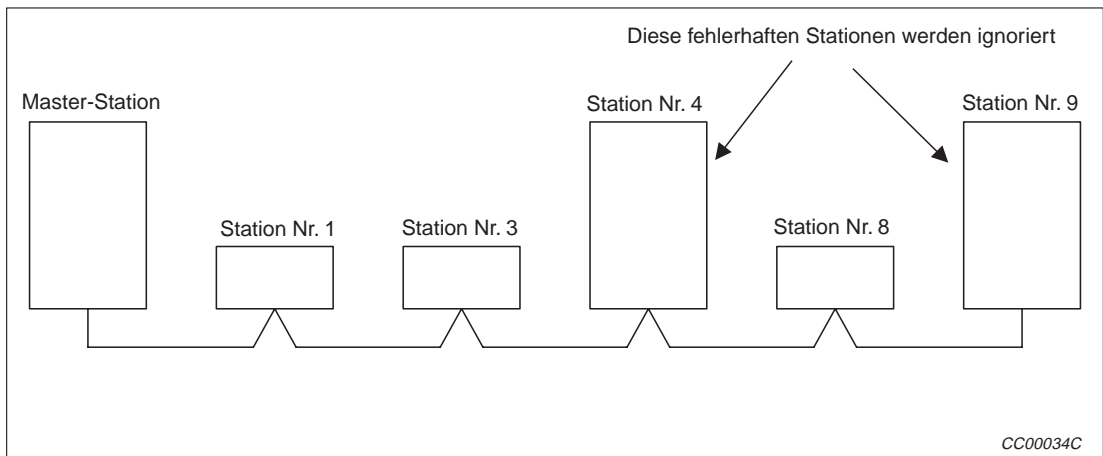 Diese fehlerhaften Stationen werden ignoriert
Master-Station
Station Nr. 4
Station Nr. 9
Station Nr. 1
Station Nr. 3
Station Nr. 8
CC00034C